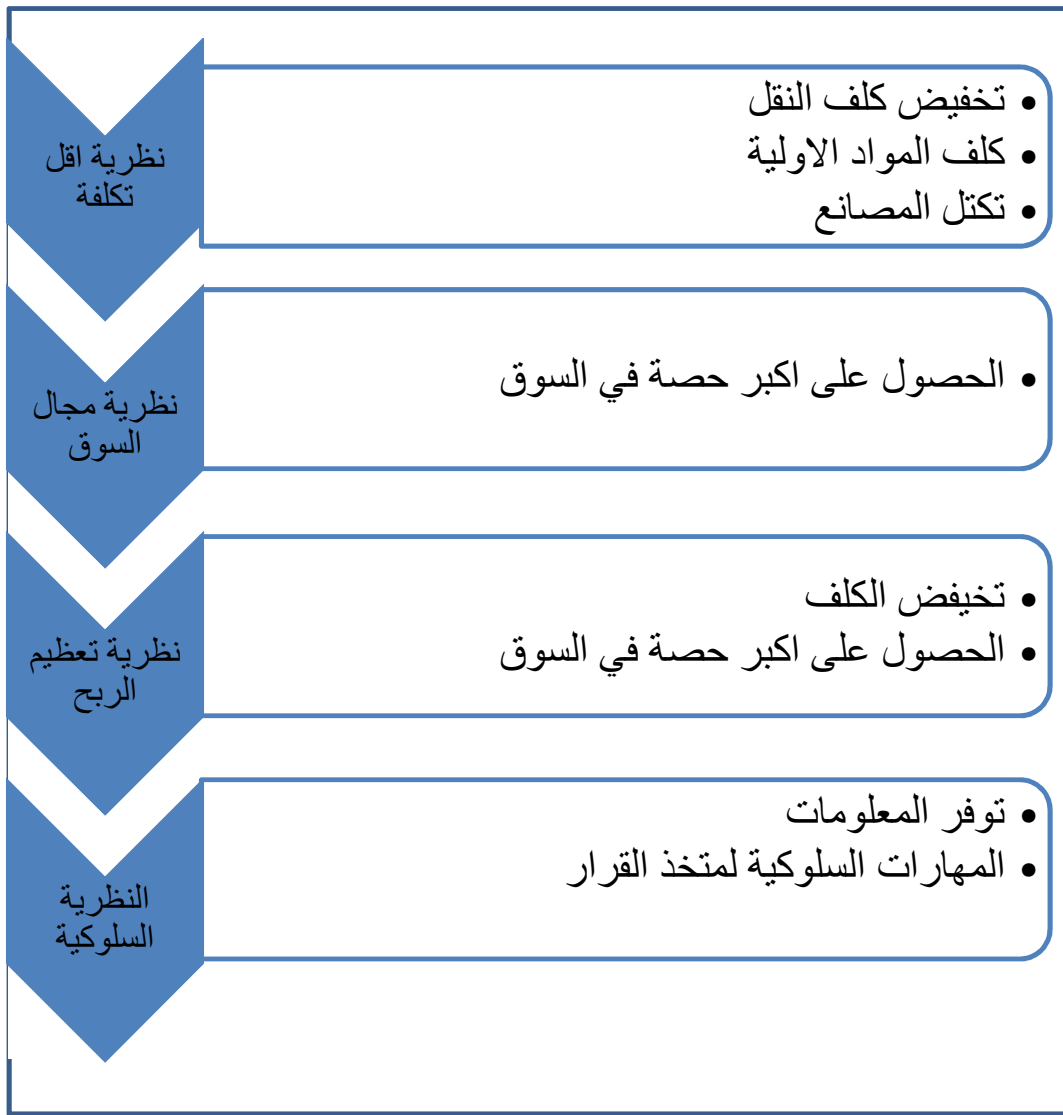 نظرية اقل
تكلفة
• تخفيض كلف النقل
• كلف المواد الاولية
• تكتل المصانع
نظرية مجال
السوق
• الحصول على اكبر حصة في السوق
نظرية تعظيم
الربح
• تخيفض الكلف
• الحصول على اكبر حصة في السوق
النظرية
السلوكية
• توفر المعلومات
• المهارات السلوكية لمتخذ القرار